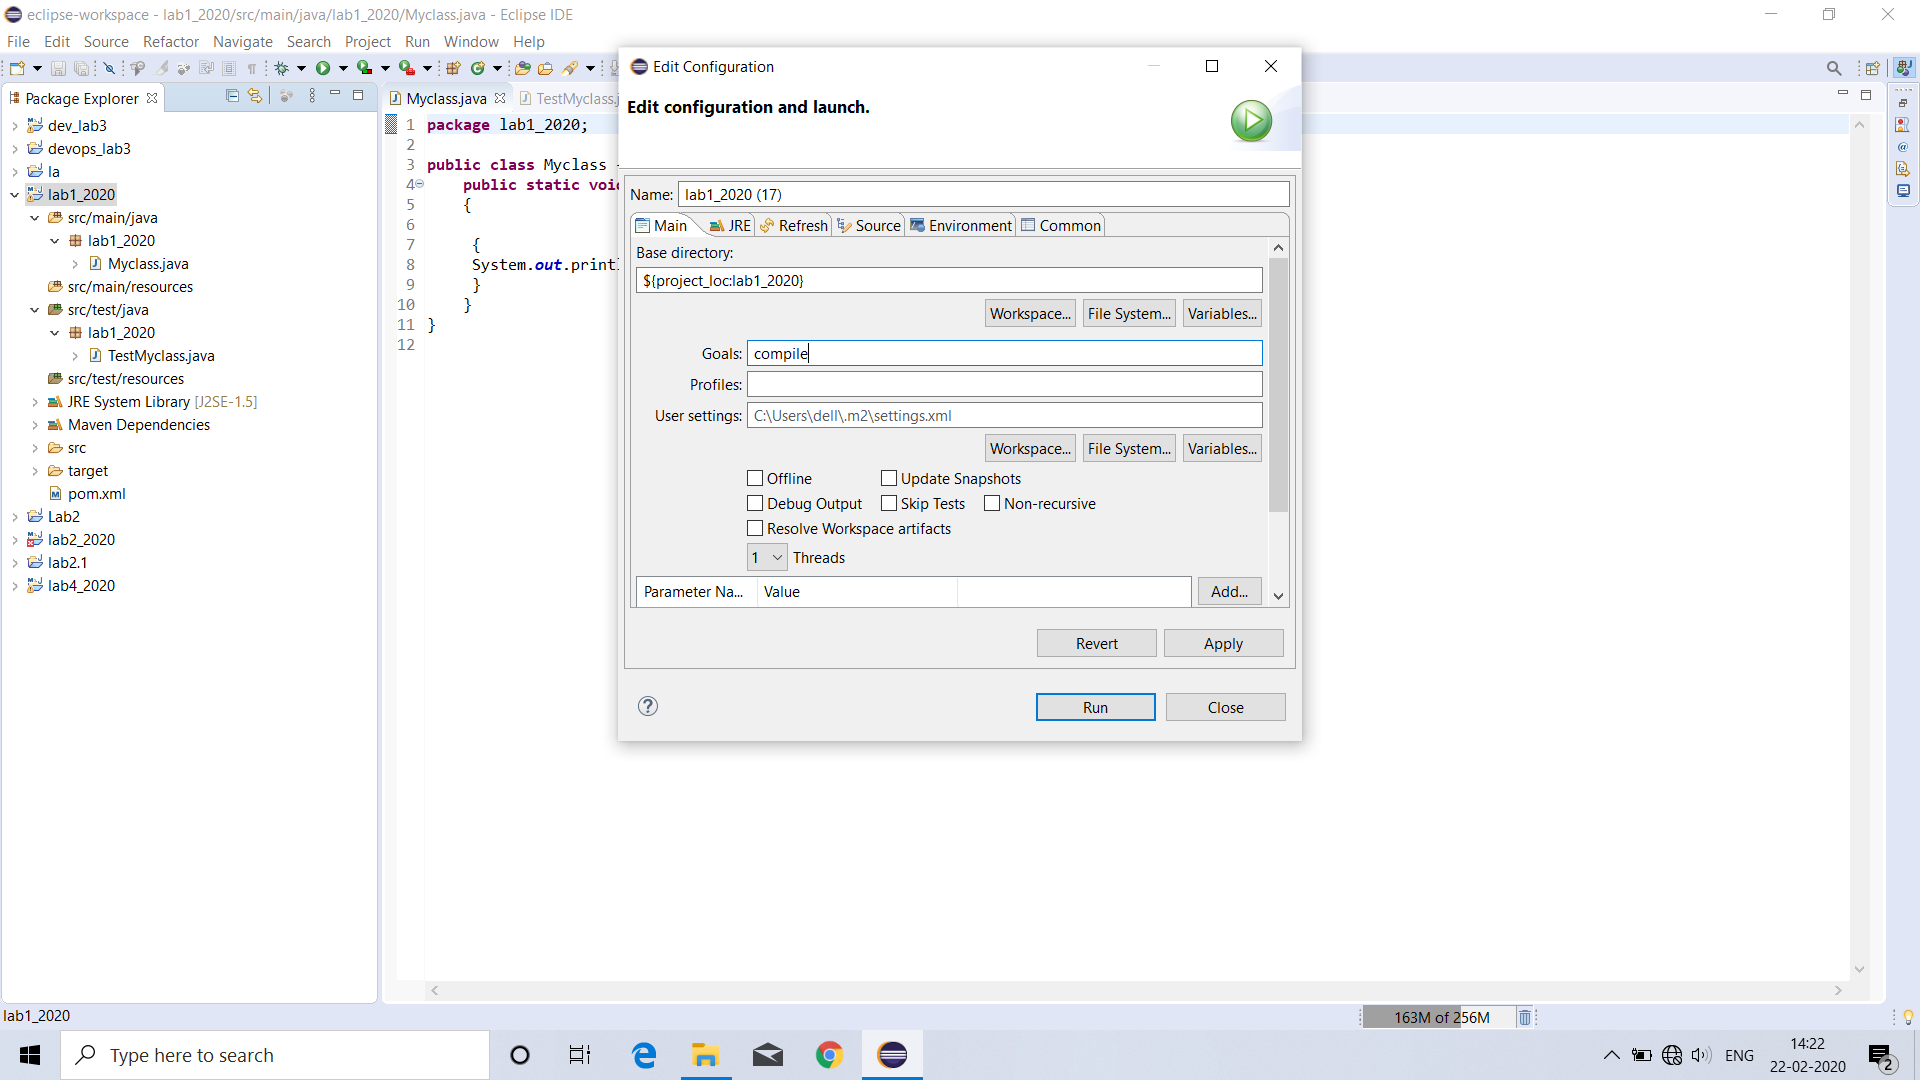 eclipse-workspace - lab1_2020/src/main/java/lab1_2020/Myclass.java - Eclipse IDE
File Edit Source Refactor Navigate Search Project Run Window Help
Package Explorer
dev_lab3
devops_lab3
la
lab1_2020
src/main/java
lab1_2020
Myclass.java
src/main/resources
src/test/java
lab1_2020
TestMyclass.java
src/test/resources
JRE System Library [J2SE-1.5]
Maven Dependencies
src
target
pom.xml
Lab2
lab2_2020
lab2.1
lab4_2020
Myclass.java TestMyclass.
1 package lab1_2020;
2
3 public class Myclass
4 public static void
5 {
6
7 {
8 System.out.print
9 }
10 }
11 }
12
Edit Configuration
Edit configuration and launch.
Name: lab1_2020 (17)
Main JRE Refresh Source Environment Common
Base directory:
${project_loc:lab1_2020}
Workspace... File System... Variables...
Goals: compile
Profiles:
User settings: C:\Users\dell\.m2\settings.xml
Workspace... File System... Variables...
Offline Update Snapshots
Debug Output Skip Tests Non-recursive
Resolve Workspace artifacts
1 Threads
Parameter Na... Value Add...
Revert Apply
Run Close
lab1_2020
163M of 256M
Type here to search
ENG
14:22
22-02-2020
2